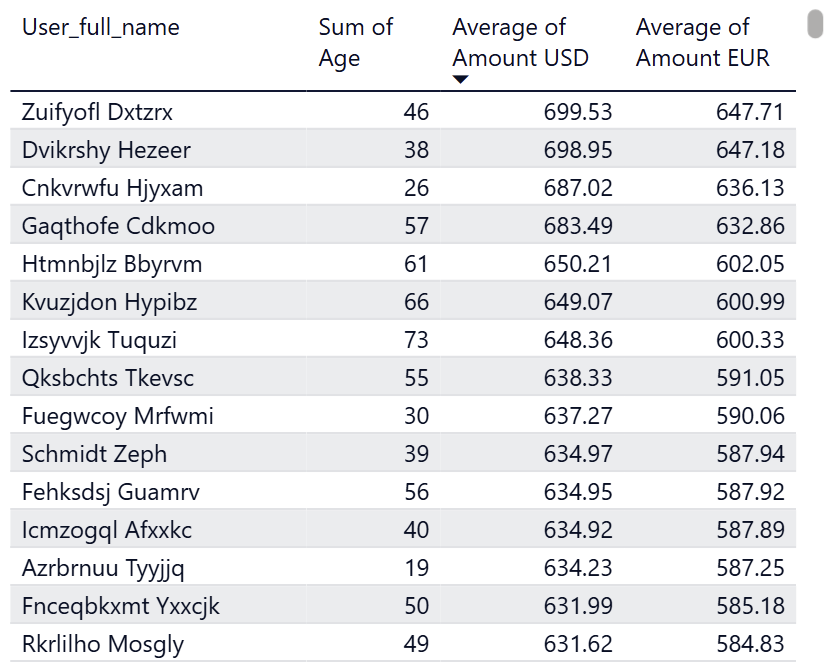 User_full_name Sum of Age Average of Amount USD Average of Amount EUR
Zuifyofl Dxtzrx 46 699.53 647.71
Dvikrshy Hezeer 38 698.95 647.18
Cnkvrwfu Hjyxam 26 687.02 636.13
Gaqthofe Cdkmoo 57 683.49 632.86
Htmnbjlz Bbyrvm 61 650.21 602.05
Kvuzjdon Hypibz 66 649.07 600.99
Izsyvvjk Tuquzi 73 648.36 600.33
Qksbchts Tkevsc 55 638.33 591.05
Fuegwcoy Mrfwmi 30 637.27 590.06
Schmidt Zeph 39 634.97 587.94
Fehksdsj Guamrv 56 634.95 587.92
Icmzogql Afxxkc 40 634.92 587.89
Azrbrnuu Tyyjjq 19 634.23 587.25
Fnceqbkxmt Yxxcjk 50 631.99 585.18
Rkrlilho Mosgly 49 631.62 584.83